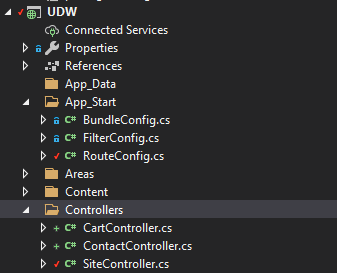 UDW
Connected Services
Properties
References
App_Data
App_Start
C# BundleConfig.cs
C# FilterConfig.cs
C# RouteConfig.cs
Areas
Content
Controllers
C# CartController.cs
C# ContactController.cs
C# SiteController.cs